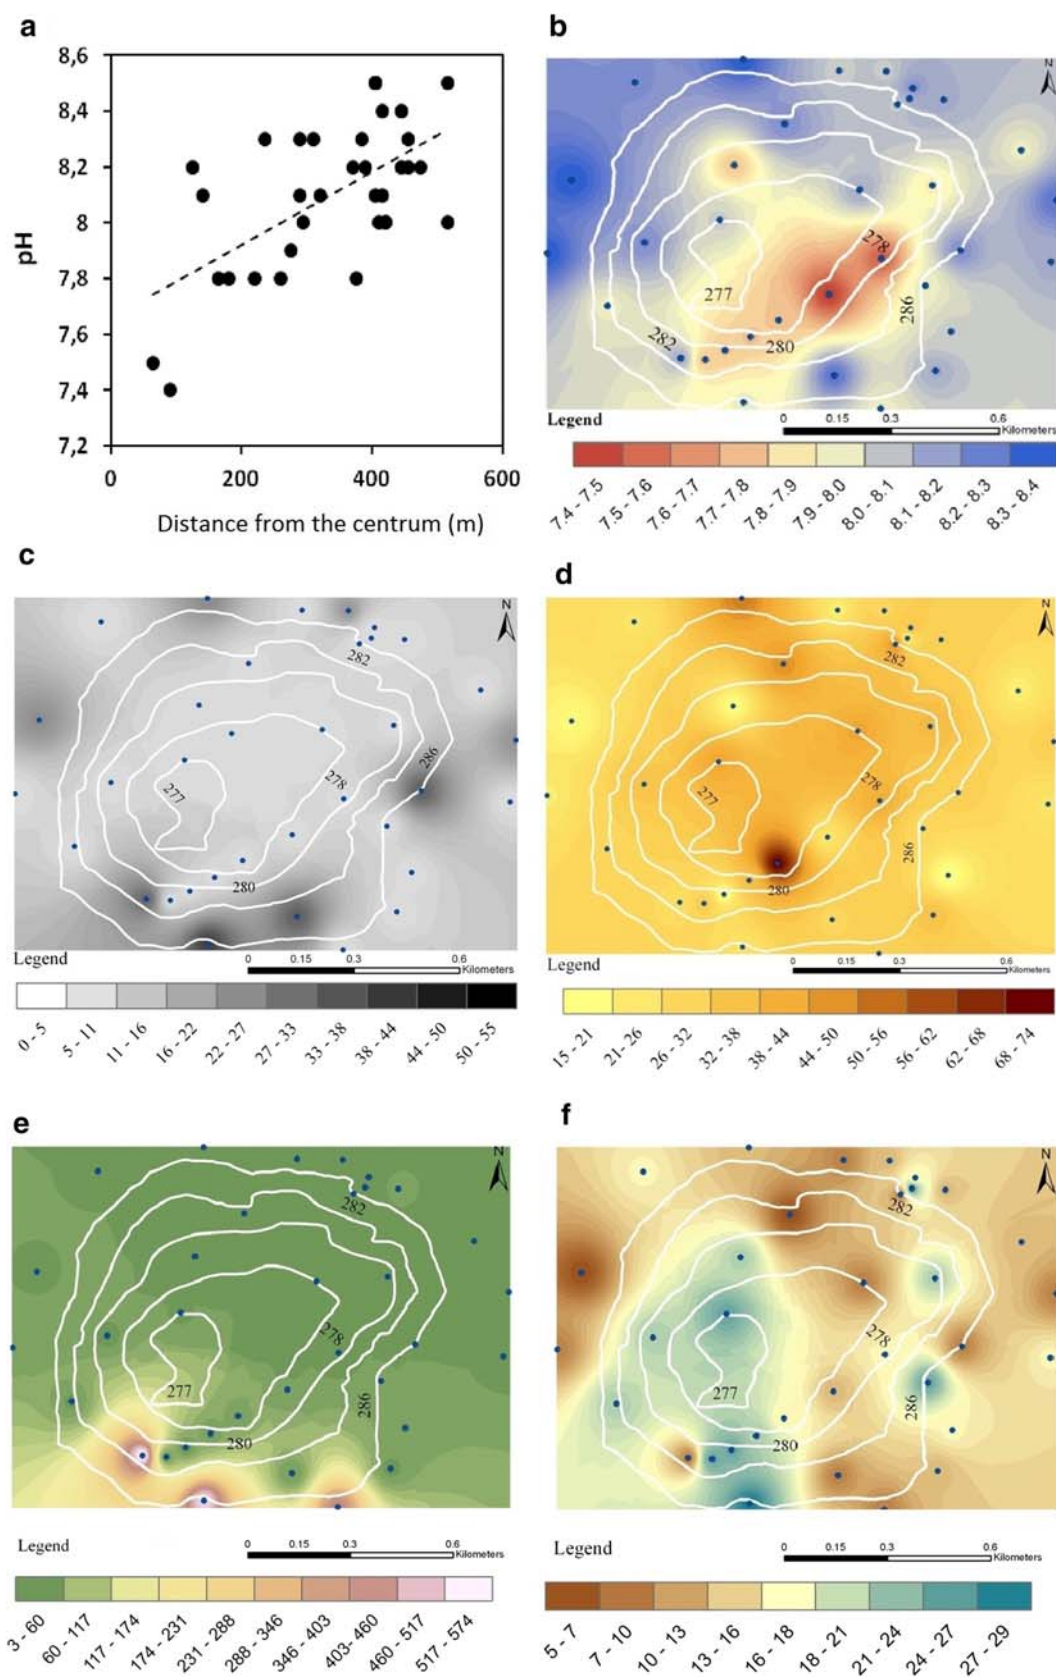 a
8,6
8,4
8,2
8
7,8
7,6
7,4
7,2
pH
0 200 400 600
Distance from the centrum (m)
b
N
278
277
286
282
280
Legend
0 0.15 0.3 0.6
Kilometers
7.4 - 7.5 7.5 - 7.6 7.6 - 7.7 7.7 - 7.8 7.8 - 7.9 7.9 - 8.0 8.0 - 8.1 8.1 - 8.2 8.2 - 8.3 8.3 - 8.4
c
N
282
286
278
277
280
Legend
0 0.15 0.3 0.6
Kilometers
0 - 5 5 - 11 11 - 16 16 - 22 22 - 27 27 - 33 33 - 38 38 - 44 44 - 50 50 - 55
d
N
282
278
277
286
280
Legend
0 0.15 0.3 0.6
Kilometers
15 - 21 21 - 26 26 - 32 32 - 38 38 - 44 44 - 50 50 - 56 56 - 62 62 - 68 68 - 74
e
N
282
278
277
286
280
Legend
0 0.3 0.6
Kilometers
3 - 60 60 - 117 117 - 174 174 - 231 231 - 288 288 - 346 346 - 403 403- 460 460 - 517 517 - 574
f
N
282
278
277
286
280
Legend
0 0.15 0.3 0.6
Kilometers
5 - 7 7 - 10 10 - 13 13 - 16 16 - 18 18 - 21 21 - 24 24 - 27 27 - 29